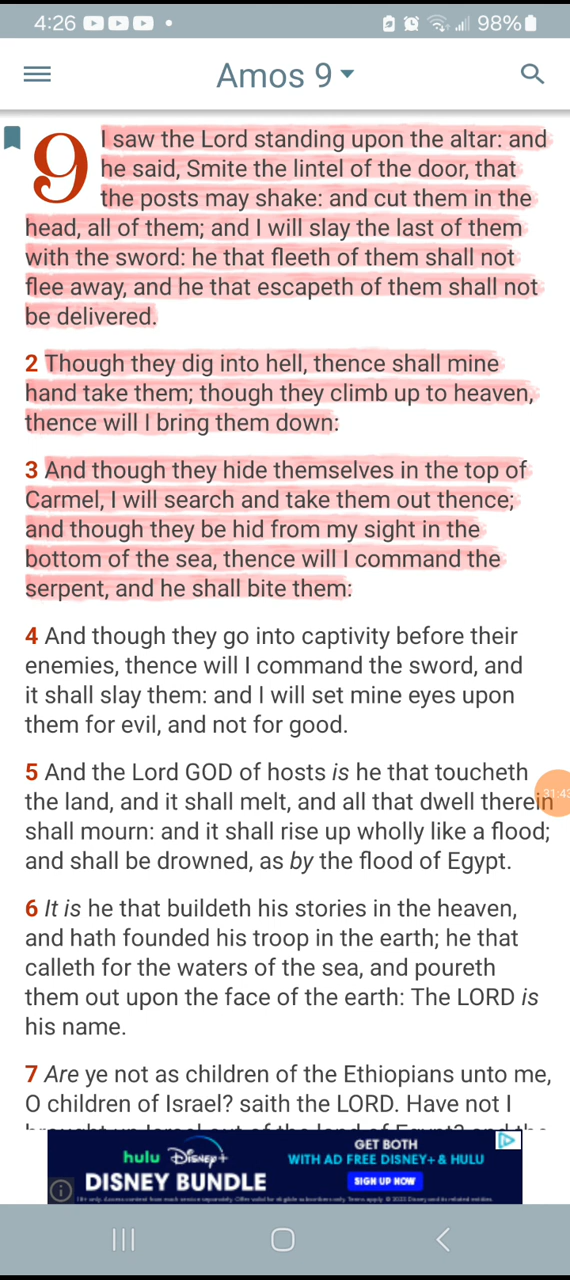 4:26
98%
Amos 9
9 I saw the Lord standing upon the altar: and
he said, Smite the lintel of the door, that
the posts may shake: and cut them in the
head, all of them; and I will slay the last of them
with the sword: he that fleeth of them shall not
flee away, and he that escapeth of them shall not
be delivered.
2 Though they dig into hell, thence shall mine
hand take them; though they climb up to heaven,
thence will I bring them down:
3 And though they hide themselves in the top of
Carmel, I will search and take them out thence;
and though they be hid from my sight in the
bottom of the sea, thence will I command the
serpent, and he shall bite them:
4 And though they go into captivity before their
enemies, thence will I command the sword, and
it shall slay them: and I will set mine eyes upon
them for evil, and not for good.
5 And the Lord GOD of hosts is he that toucheth
the land, and it shall melt, and all that dwell therein
shall mourn: and it shall rise up wholly like a flood;
and shall be drowned, as by the flood of Egypt.
6 It is he that buildeth his stories in the heaven,
and hath founded his troop in the earth; he that
calleth for the waters of the sea, and poureth
them out upon the face of the earth: The LORD is
his name.
7 Are ye not as children of the Ethiopians unto me,
O children of Israel? saith the LORD. Have not I
hulu Disney+
DISNEY BUNDLE
GET BOTH
WITH AD FREE DISNEY+ & HULU
SIGN UP NOW